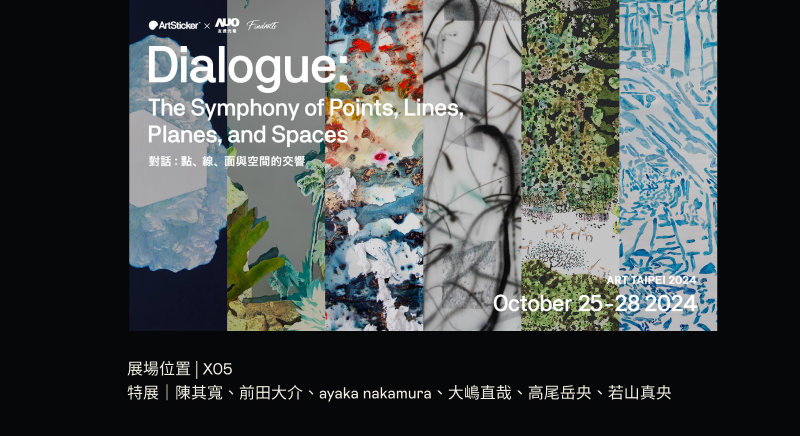 ArtSticker × AUO 友達光電 Findarts
Dialogue:
The Symphony of Points, Lines,
Planes, and Spaces
對話：點、線、面與空間的交響
ART TAIPEI 2024
October 25-28 2024
展場位置 | X05
特展｜陳其寬、前田大介、ayaka nakamura、大嶋直哉、高尾岳央、若山真央